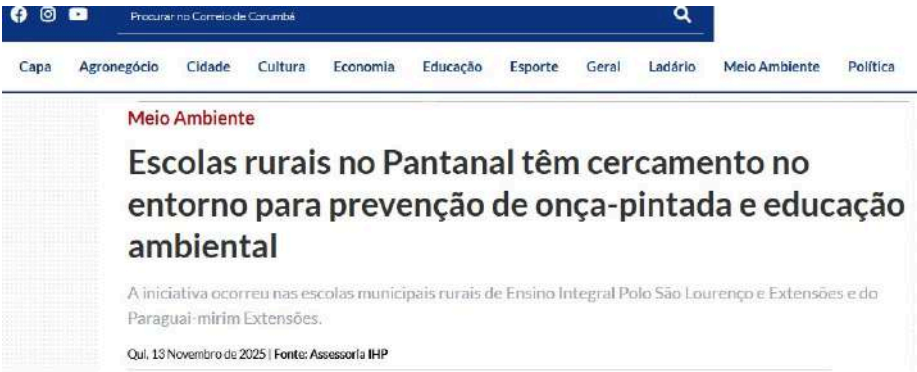 Procurar no Correio de Corumbá
Capa Agronegócio Cidade Cultura Economia Educação Esporte Geral Ladário Meio Ambiente Política
Meio Ambiente
Escolas rurais no Pantanal têm cercamento no
entorno para prevenção de onça-pintada e educação
ambiental
A iniciativa ocorreu nas escolas municipais rurais de Ensino Integral Polo São Lourenço e Extensões e do
Paraguai-mirim Extensões.
Qui, 13 Novembro de 2025 | Fonte: Assessoria IHP